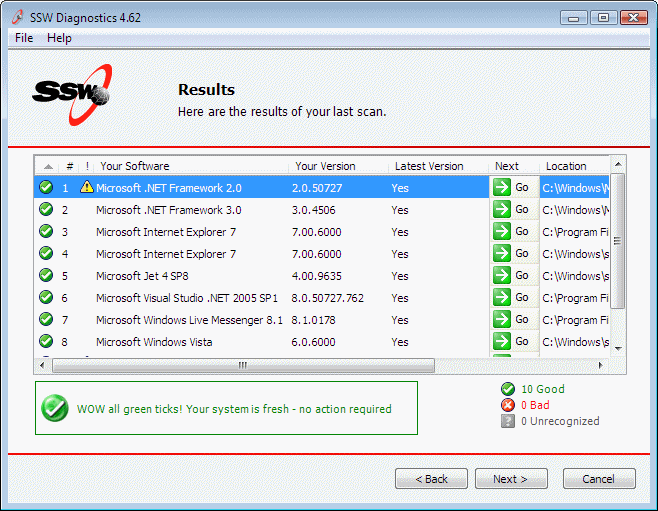 SSW Diagnostics 4.62
File Help
SSW
Results
Here are the results of your last scan.
# ! Your Software Your Version Latest Version Next Location
1 Microsoft .NET Framework 2.0 2.0.50727 Yes Go C:\Windows\M
2 Microsoft .NET Framework 3.0 3.0.4506 Yes Go C:\Windows\M
3 Microsoft Internet Explorer 7 7.00.6000 Yes Go C:\Program Fi
4 Microsoft Internet Explorer 7 7.00.6000 Yes Go C:\Windows\s
5 Microsoft Jet 4 SP8 4.00.9635 Yes Go C:\Windows\s
6 Microsoft Visual Studio .NET 2005 SP1 8.0.50727.762 Go C:\Program Fi
7 Microsoft Windows Live Messenger 8.1 8.1.0178 Yes Go C:\Program Fi
8 Microsoft Windows Vista 6.0.6000 Yes Go C:\Windows\s
WOW all green ticks! Your system is fresh - no action required
10 Good
0 Bad
? 0 Unrecognized
< Back Next > Cancel